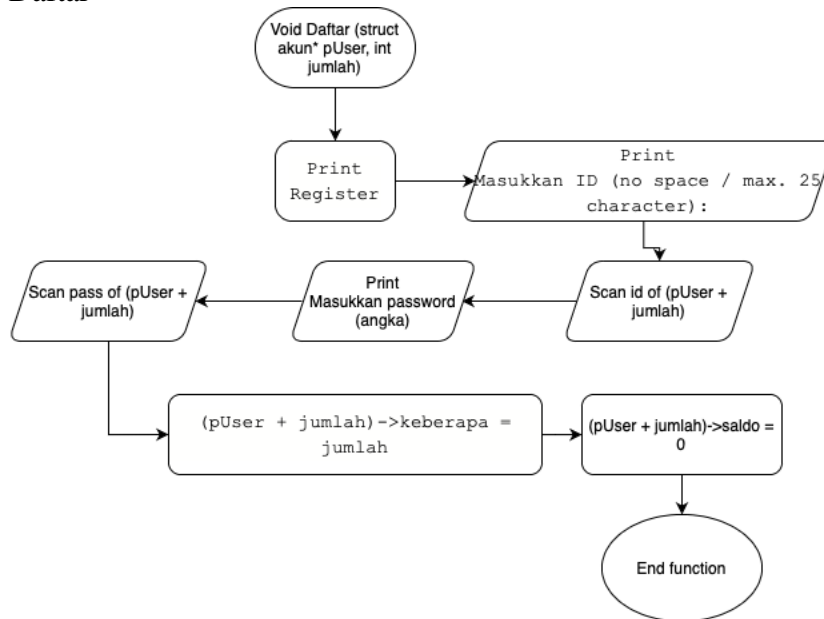 Daftar
Void Daftar (struct
akun* pUser, int
jumlah)
Print
Register
Print
Masukkan ID (no space / max. 25
character):
Scan id of (pUser +
jumlah)
Print
Masukkan password
(angka)
Scan pass of (pUser +
jumlah)
(pUser + jumlah)->keberapa =
jumlah
(pUser + jumlah)->saldo =
0
End function